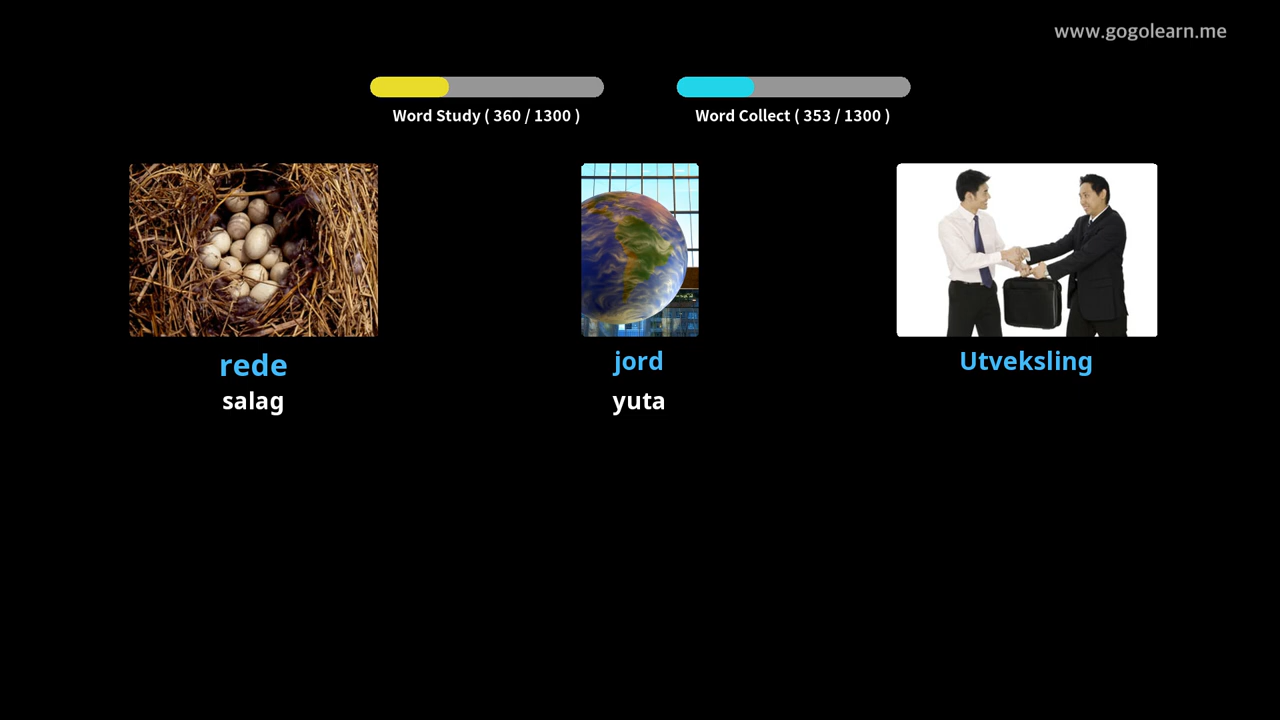 www.gogolearn.me
Word Study ( 360 / 1300 )
Word Collect ( 353 / 1300 )
rede
salag
jord
yuta
Utveksling